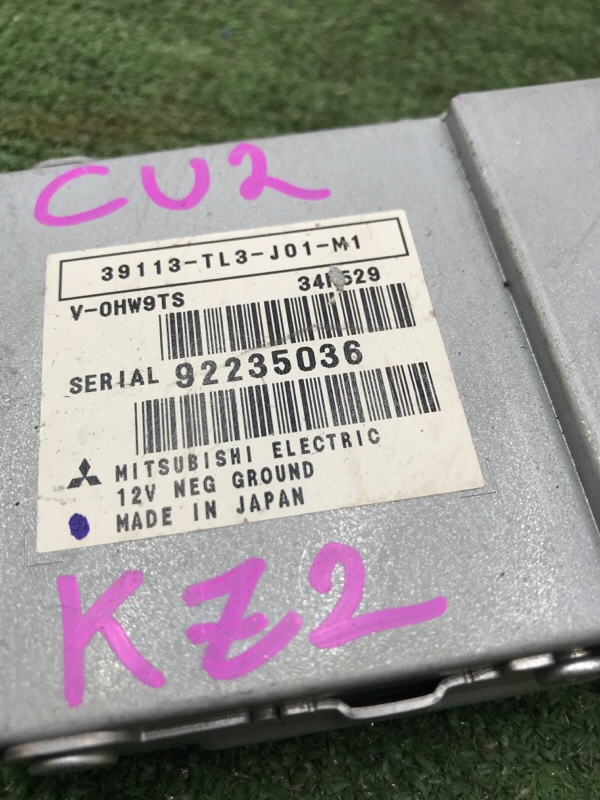 CU2
39113-TL3-J01-M1
V-0HW9TS
SERIAL 92235036
MITSUBISHI ELECTRIC
12V NEG GROUND
MADE IN JAPAN
KZ2